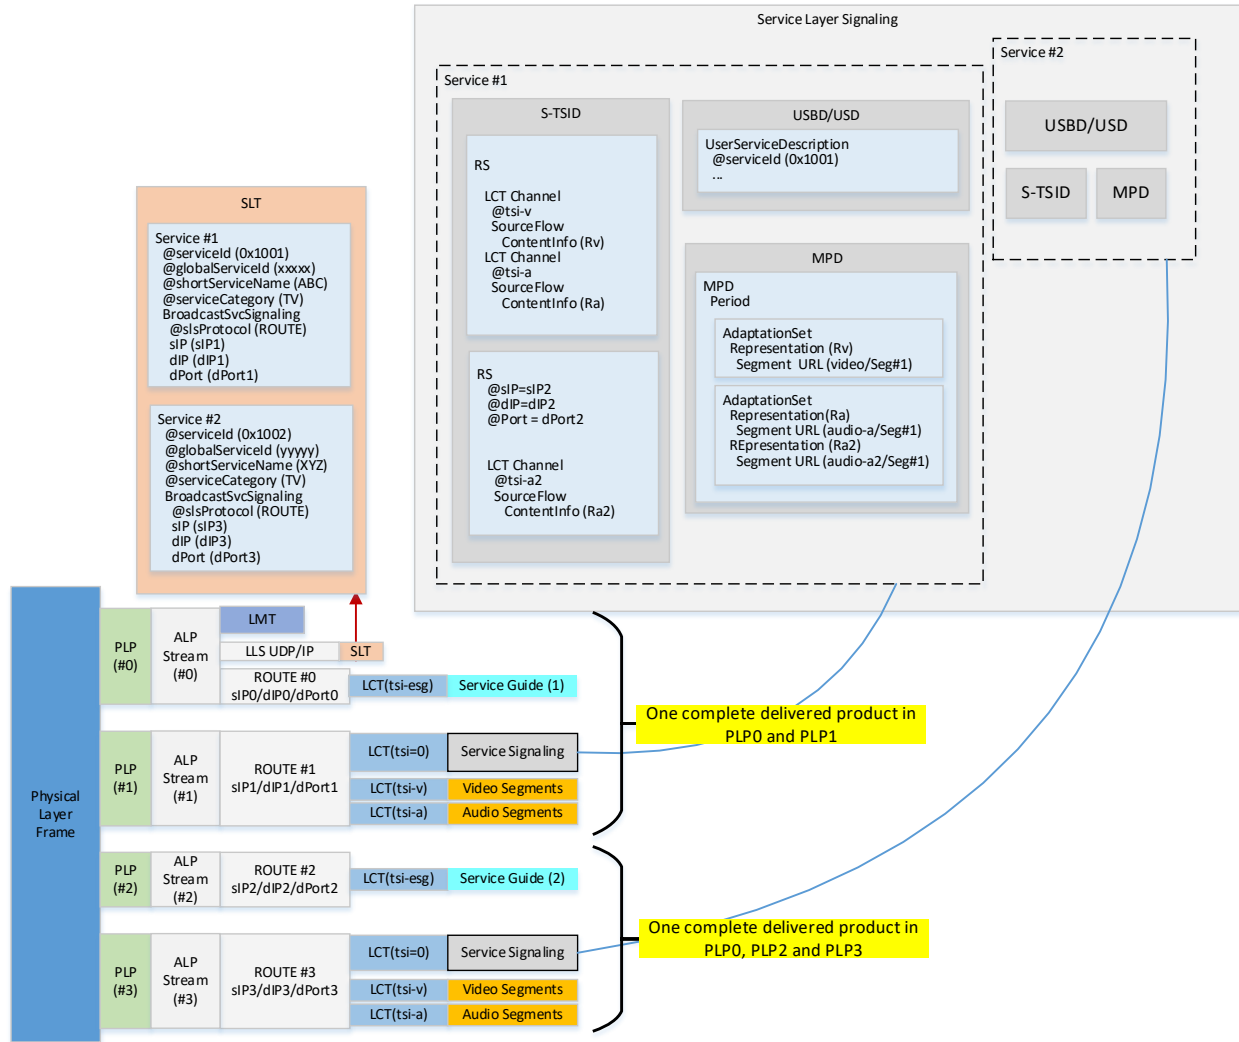 Service Layer Signaling
Service #1
S-TSID
RS
LCT Channel
@tsi-v
SourceFlow
ContentInfo (Rv)
LCT Channel
@tsi-a
SourceFlow
ContentInfo (Ra)
RS
@sIP=sIP2
@dIP=dIP2
@Port = dPort2
LCT Channel
@tsi-a2
SourceFlow
ContentInfo (Ra2)
USBD/USD
UserServiceDescription
@serviceId (0x1001)
...
MPD
MPD
Period
AdaptationSet
Representation (Rv)
Segment URL (video/Seg#1)
AdaptationSet
Representation(Ra)
Segment URL (audio-a/Seg#1)
REpresentation (Ra2)
Segment URL (audio-a2/Seg#1)
Service #2
USBD/USD
S-TSID
MPD
SLT
Service #1
@serviceId (0x1001)
@globalServiceId (xxxxx)
@shortServiceName (ABC)
@serviceCategory (TV)
BroadcastSvcSignaling
@slsProtocol (ROUTE)
sIP (sIP1)
dIP (dIP1)
dPort (dPort1)
Service #2
@serviceId (0x1002)
@globalServiceId (yyyyy)
@shortServiceName (XYZ)
@serviceCategory (TV)
BroadcastSvcSignaling
@slsProtocol (ROUTE)
sIP (sIP3)
dIP (dIP3)
dPort (dPort3)
Physical
Layer
Frame
PLP
(#0)
ALP
Stream
(#0)
LMT
LLS UDP/IP
SLT
ROUTE #0
sIP0/dIP0/dPort0
LCT(tsi-esg)
Service Guide (1)
PLP
(#1)
ALP
Stream
(#1)
ROUTE #1
sIP1/dIP1/dPort1
LCT(tsi=0)
Service Signaling
LCT(tsi-v)
Video Segments
LCT(tsi-a)
Audio Segments
One complete delivered product in
PLP0 and PLP1
PLP
(#2)
ALP
Stream
(#2)
ROUTE #2
sIP2/dIP2/dPort2
LCT(tsi-esg)
Service Guide (2)
PLP
(#3)
ALP
Stream
(#3)
ROUTE #3
sIP3/dIP3/dPort3
LCT(tsi=0)
Service Signaling
LCT(tsi-v)
Video Segments
LCT(tsi-a)
Audio Segments
One complete delivered product in
PLP0, PLP2 and PLP3